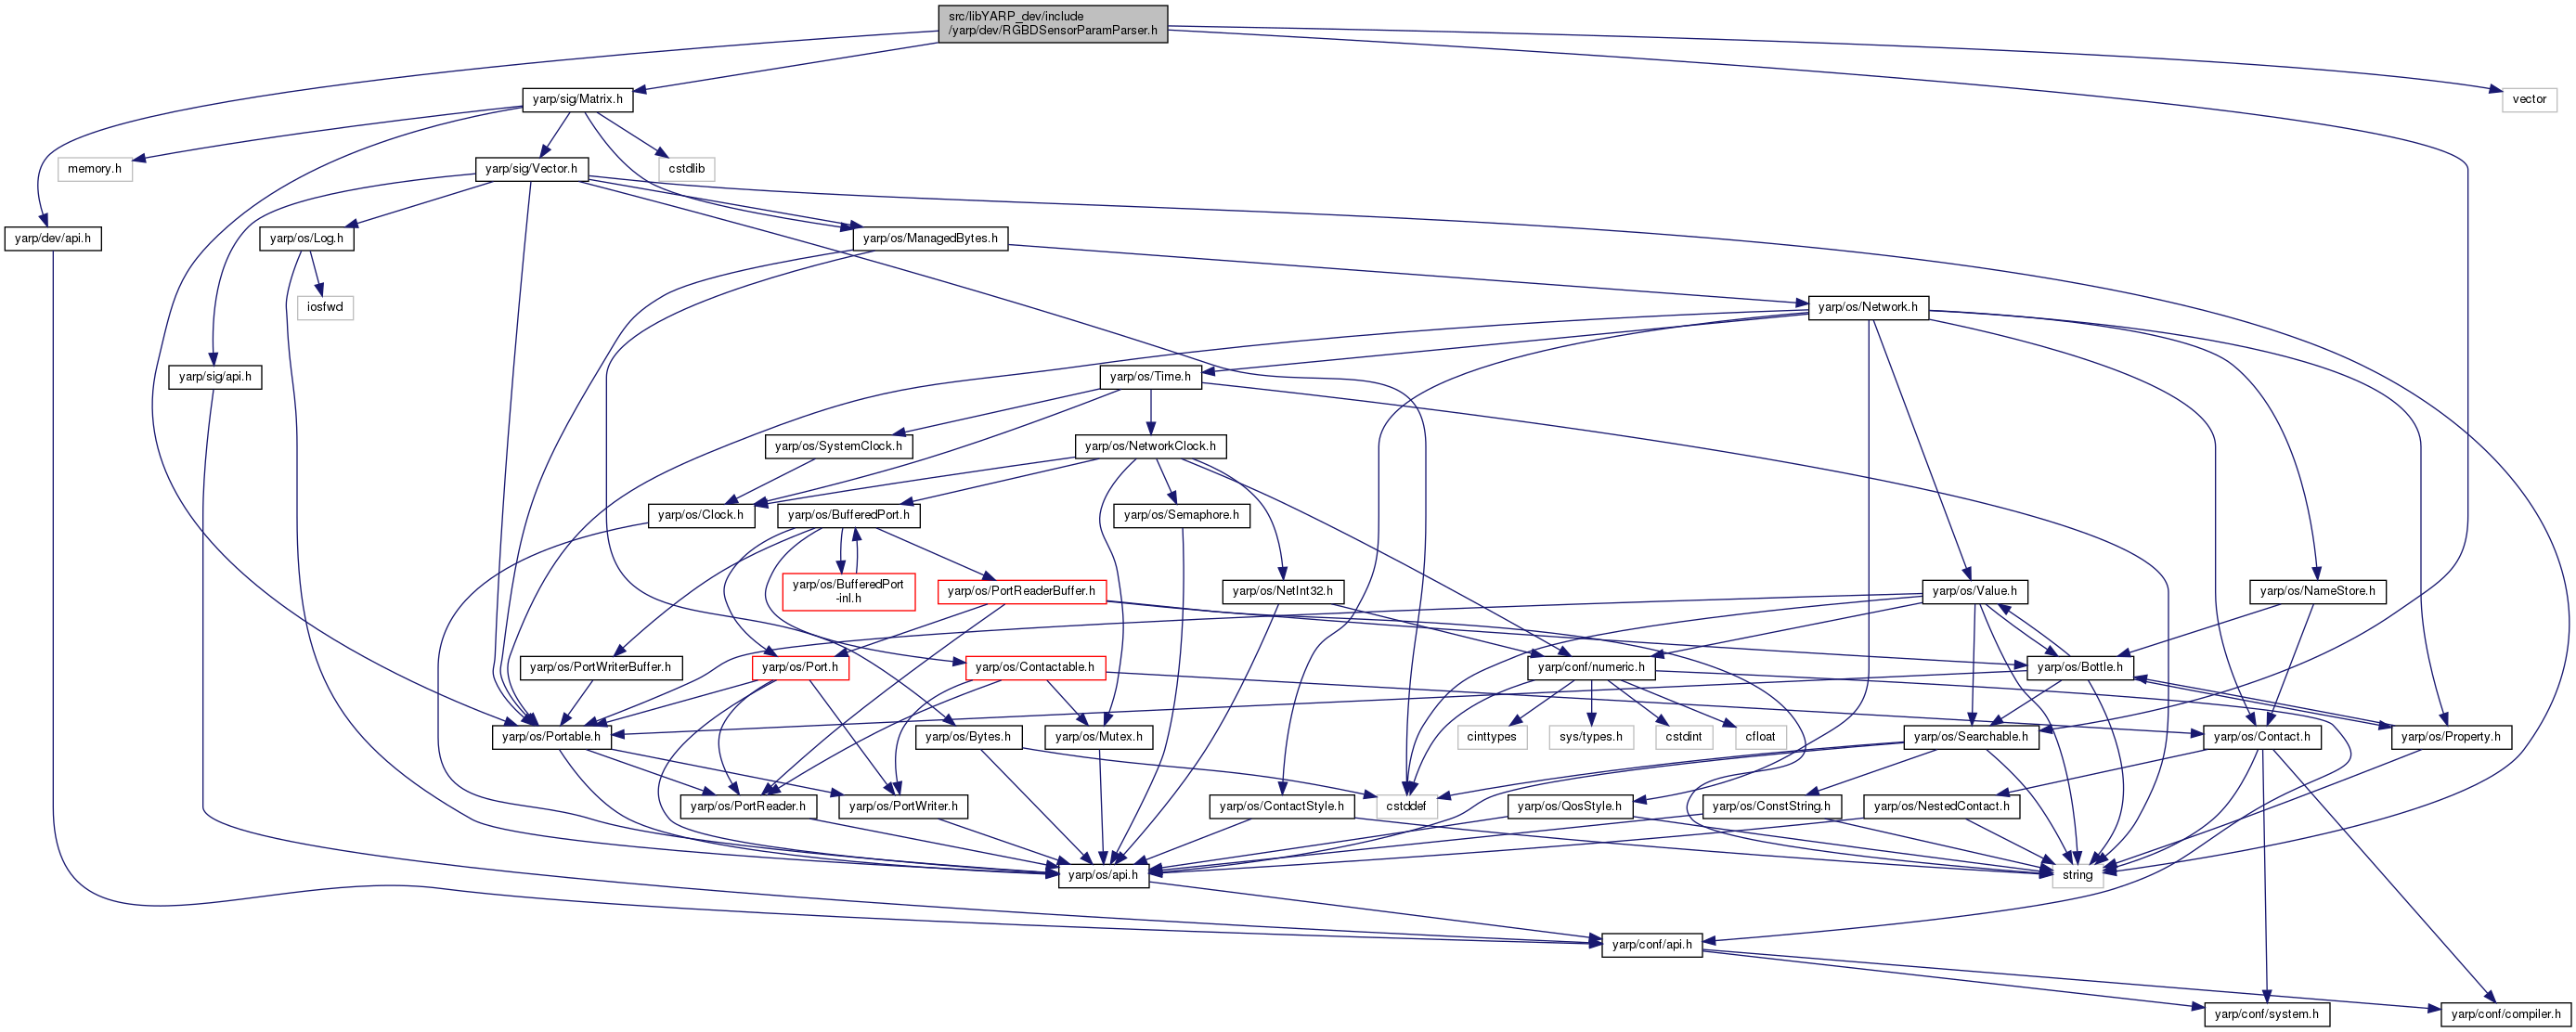 src/libYARP_dev/include
/yarp/dev/RGBDSensorParamParser.h
yarp/sig/Matrix.h
vector
memory.h
yarp/sig/Vector.h
cstdlib
yarp/dev/api.h
yarp/os/Log.h
yarp/os/ManagedBytes.h
iosfwd
yarp/os/Network.h
yarp/sig/api.h
yarp/os/Time.h
yarp/os/SystemClock.h
yarp/os/NetworkClock.h
yarp/os/Clock.h
yarp/os/BufferedPort.h
yarp/os/Semaphore.h
yarp/os/BufferedPort
-inl.h
yarp/os/PortReaderBuffer.h
yarp/os/NetInt32.h
yarp/os/Value.h
yarp/os/NameStore.h
yarp/os/PortWriterBuffer.h
yarp/os/Port.h
yarp/os/Contactable.h
yarp/conf/numeric.h
yarp/os/Bottle.h
yarp/os/Portable.h
yarp/os/Bytes.h
yarp/os/Mutex.h
cinttypes
sys/types.h
cstdint
cfloat
yarp/os/Searchable.h
yarp/os/Contact.h
yarp/os/Property.h
yarp/os/PortReader.h
yarp/os/PortWriter.h
yarp/os/ContactStyle.h
cstddef
yarp/os/QosStyle.h
yarp/os/ConstString.h
yarp/os/NestedContact.h
yarp/os/api.h
string
yarp/conf/api.h
yarp/conf/system.h
yarp/conf/compiler.h